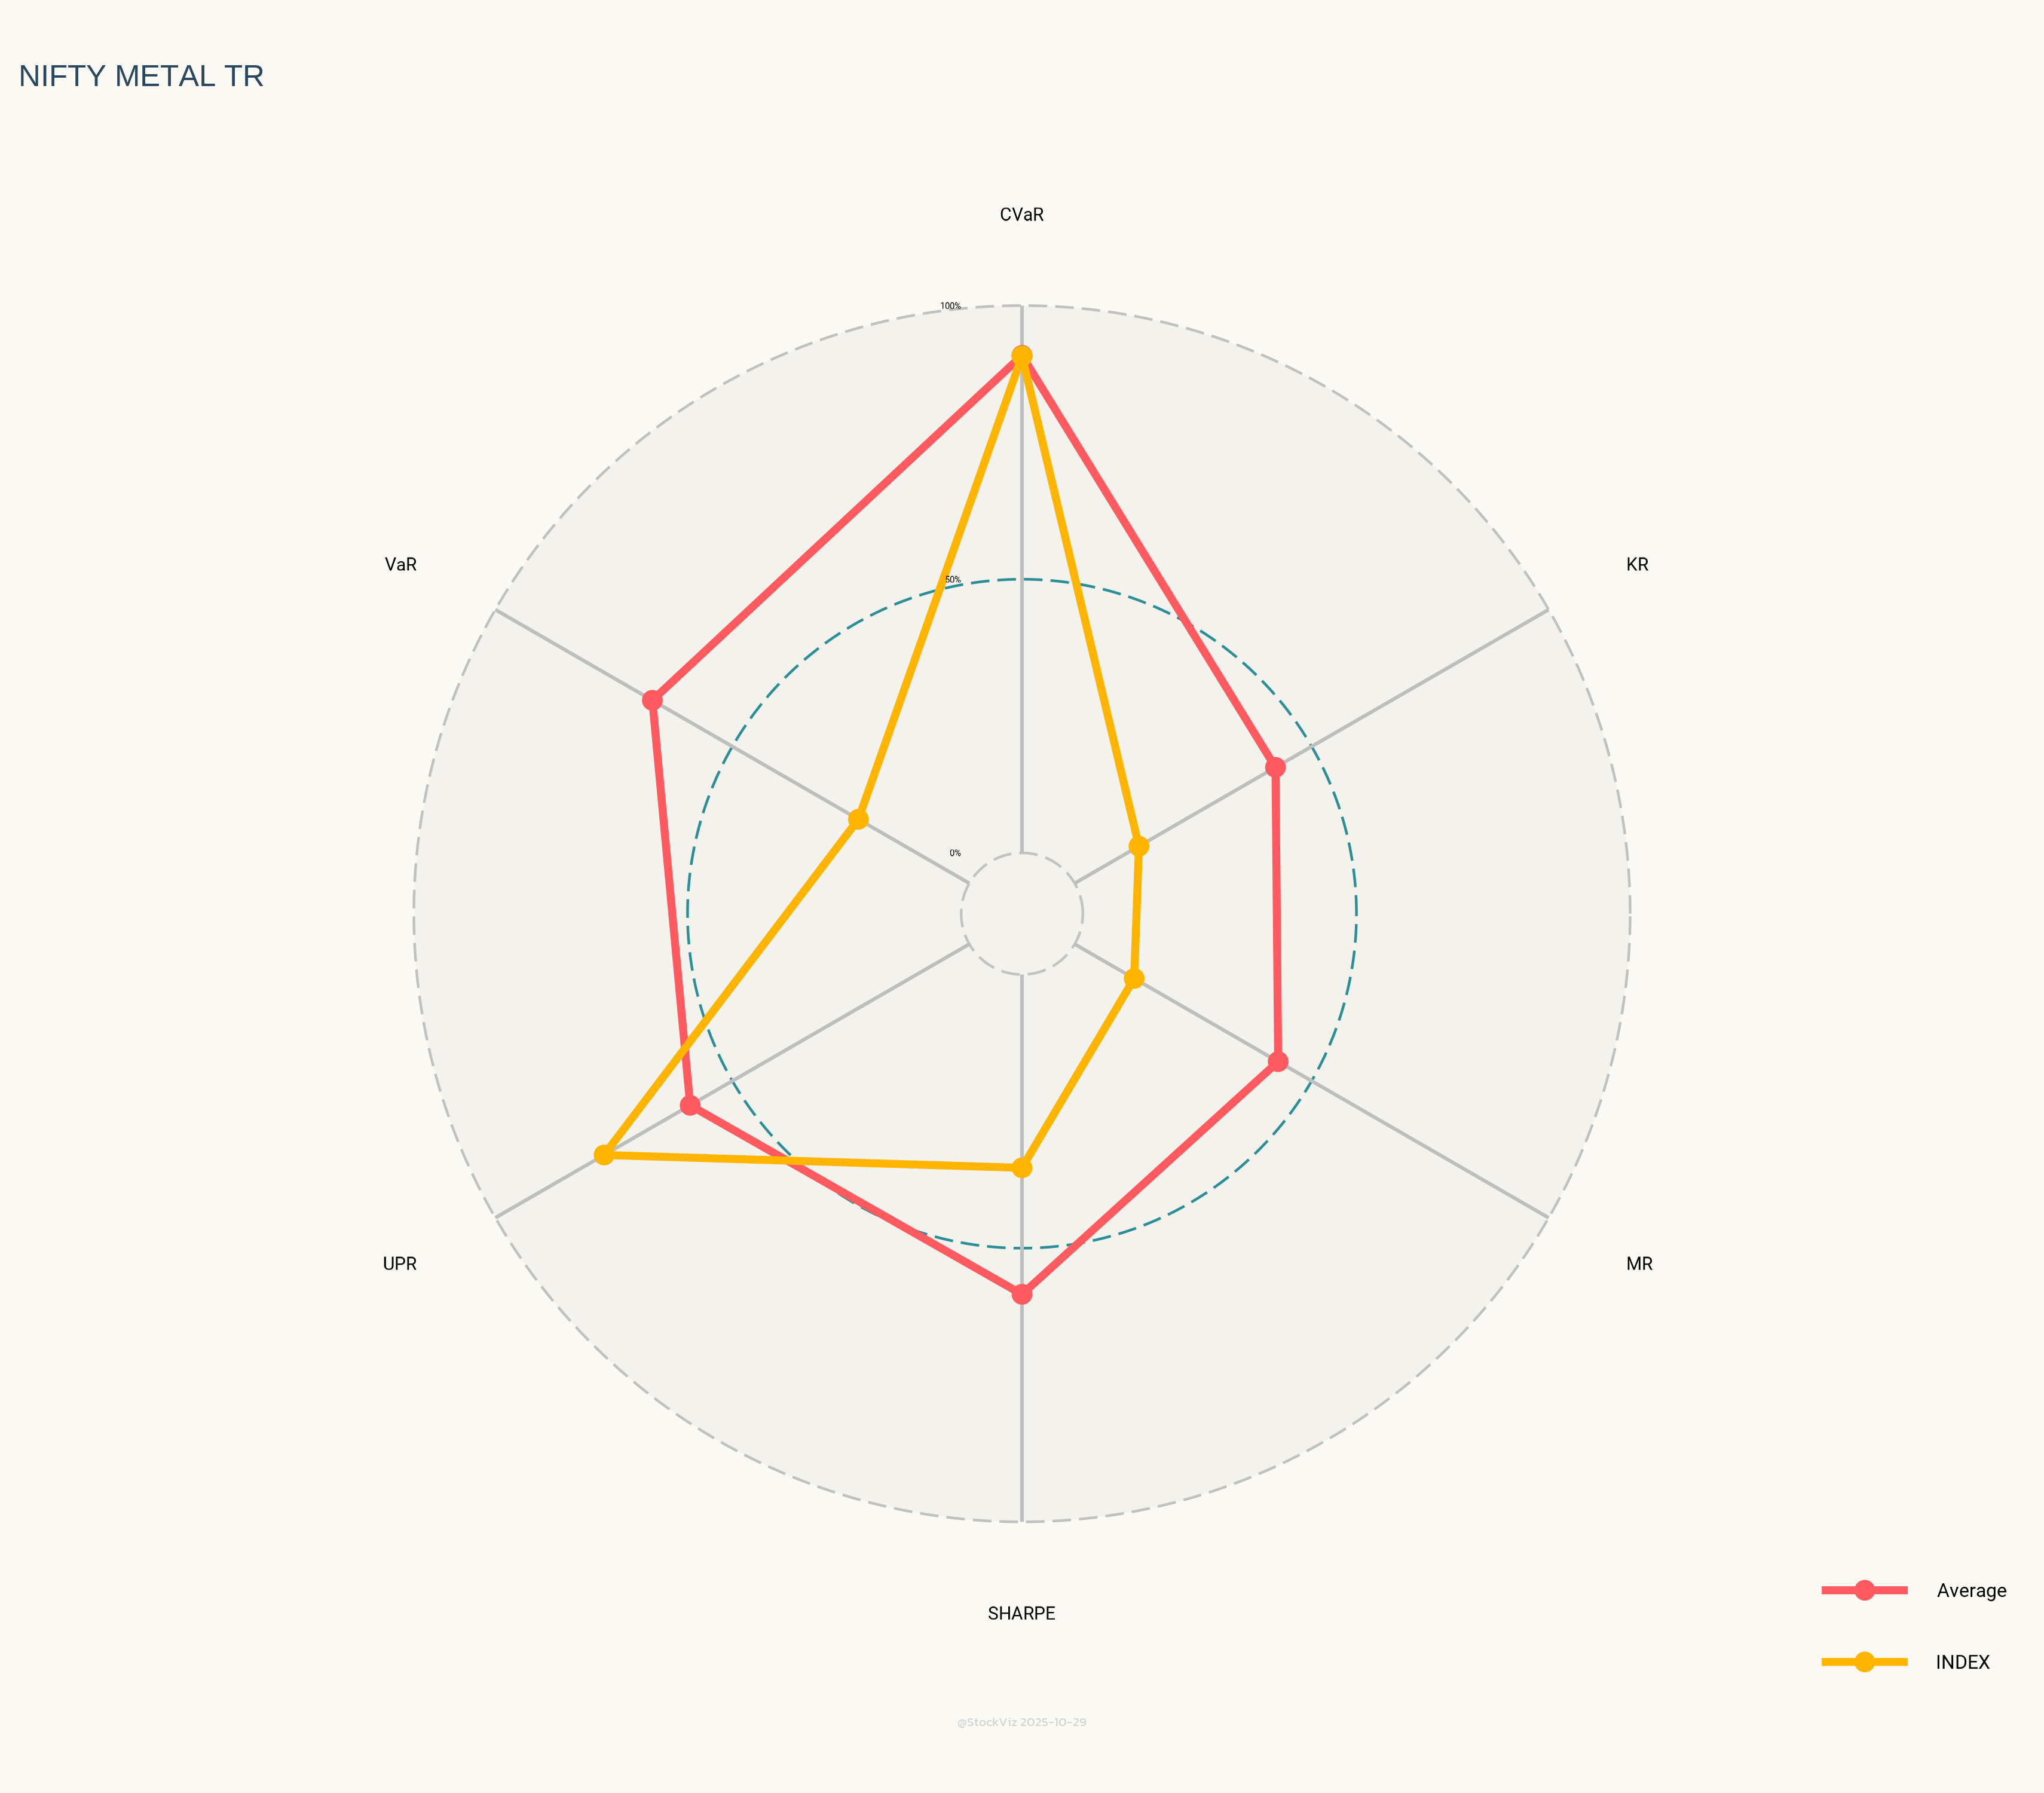 NIFTY METAL TR
CVaR
100%
VaR
KR
50%
0%
UPR
MR
SHARPE
Average
INDEX
@StockViz 2025-10-29